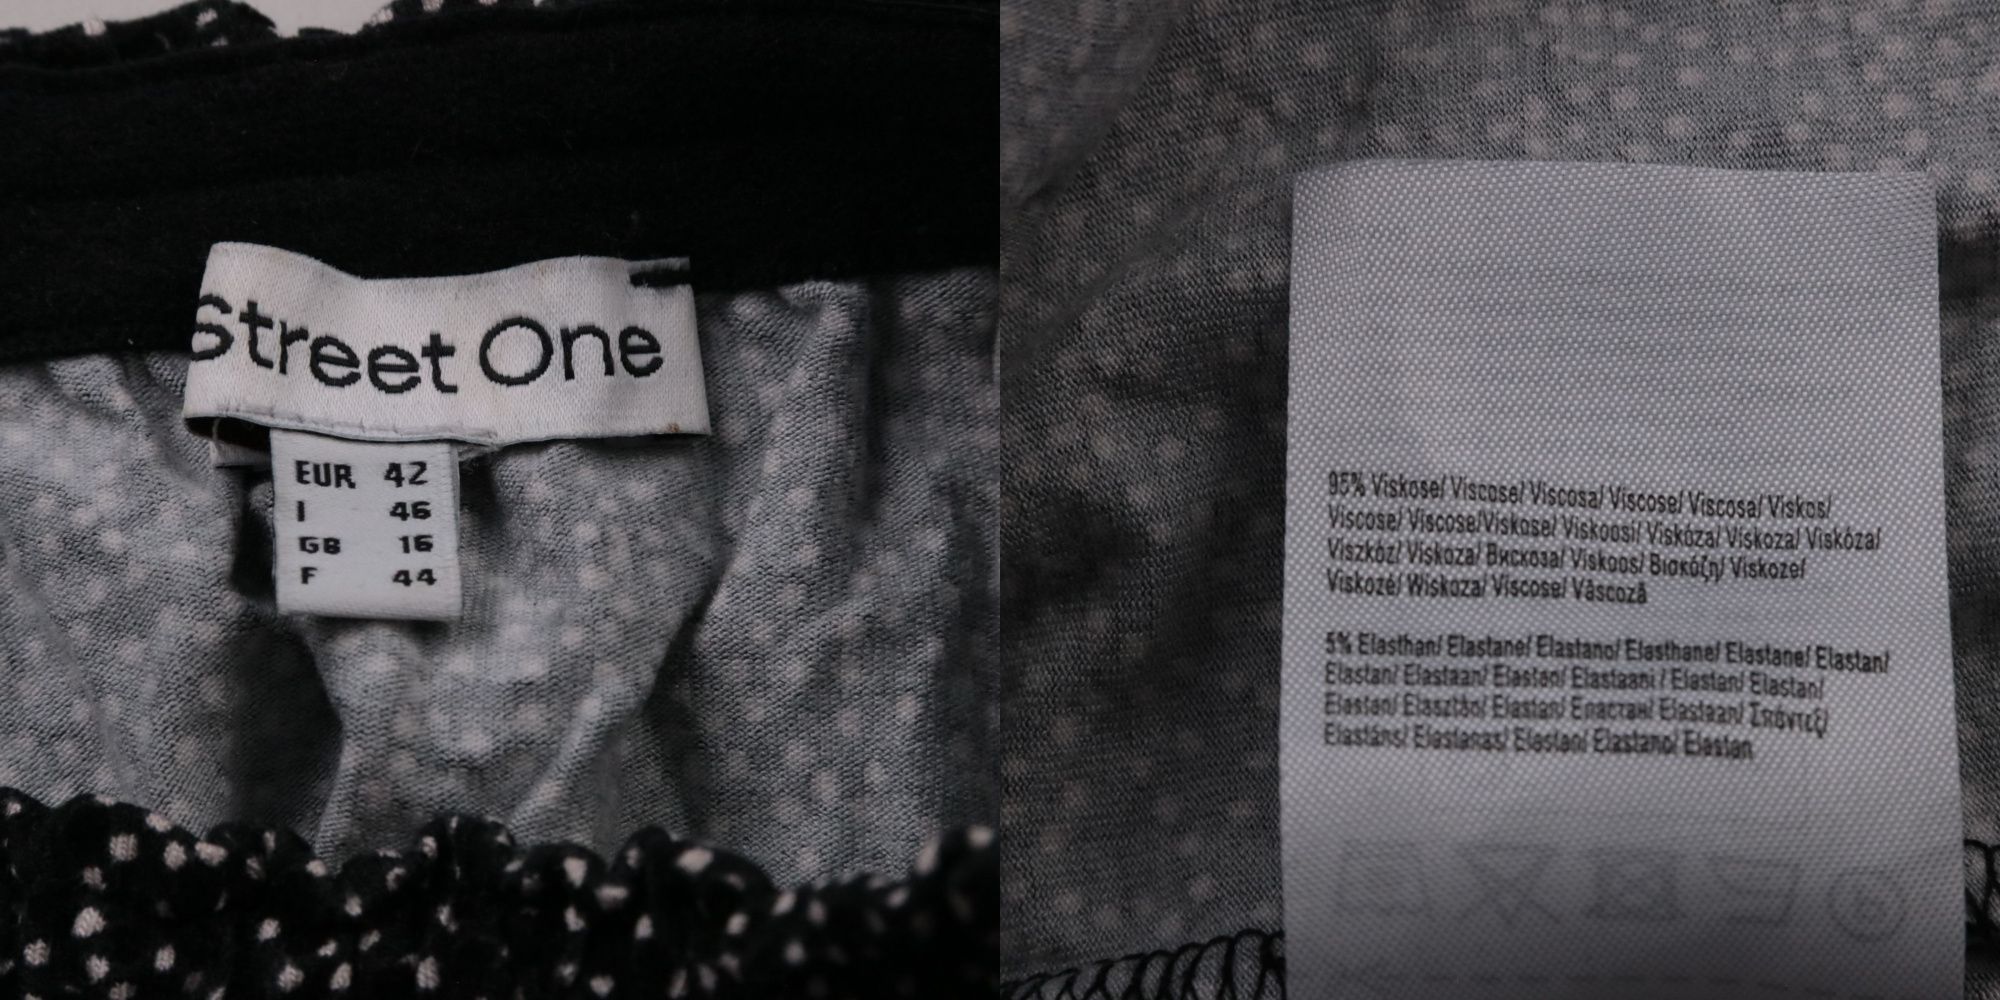 Street One
EUR 42
I 46
GB 16
F 44
95% Viskose/ Viscose/ Viscosa/ Viscose/ Viscosa/ Viskos/
Viscose/ Viscose/Viskose/ Viskoosi/ Viskóza/ Viskoza/ Viskóza/
Viszkóz/ Viskoza/ Вискоза/ Viskoos/ Βισκόζη/ Viskoze/
Viskozė/ Wiskoza/ Viscose/ Vâscoză
5% Elasthan/ Elastane/ Elastano/ Elasthane/ Elastane/ Elastan/
Elastan/ Elastaan/ Elastan/ Elastaani / Elastan/ Elastan/
Elastan/ Elasztán/ Elastan/ Еластан/ Elastaan/ Σπάντεξ/
Elastāns/ Elastanas/ Elastan/ Elastano/ Elastan